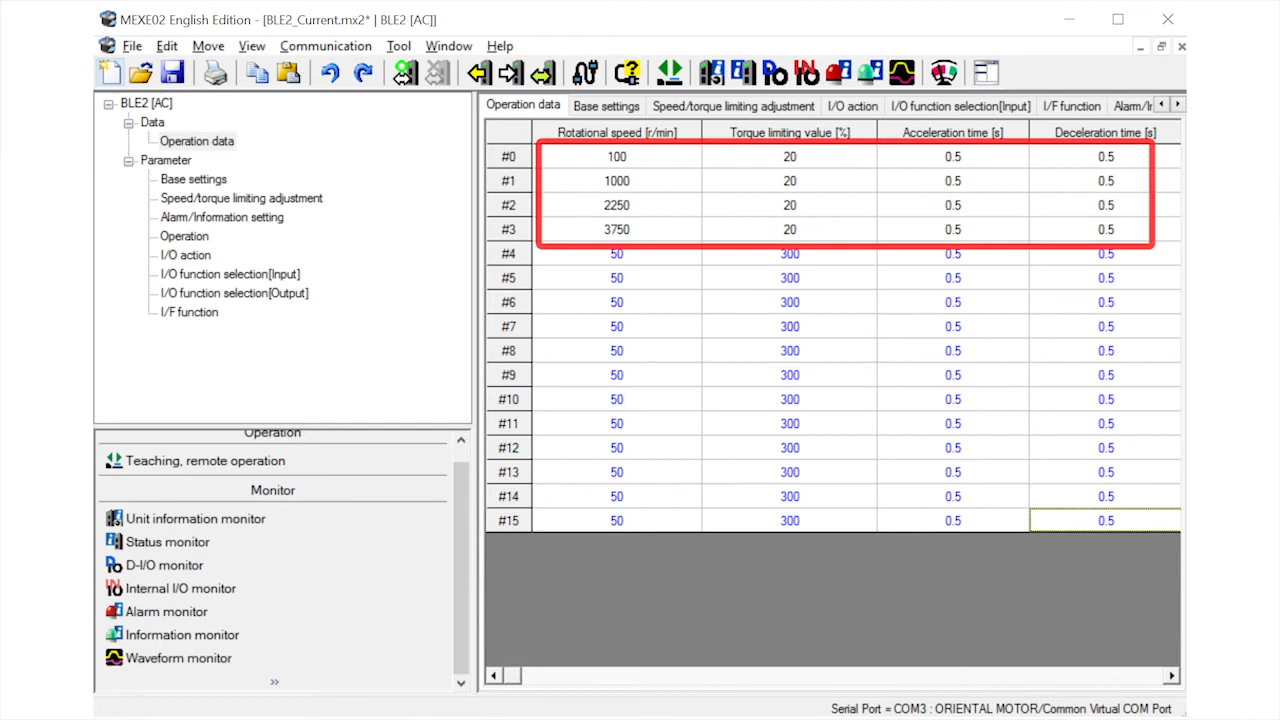 MEXE02 English Edition - [BLE2_Current.mx2* | BLE2 [AC]]
File Edit Move View Communication Tool Window Help
BLE2 [AC]
Data
Operation data
Parameter
Base settings
Speed/torque limiting adjustment
Alarm/Information setting
Operation
I/O action
I/O function selection[Input]
I/O function selection[Output]
I/F function
Operation
Teaching, remote operation
Monitor
Unit information monitor
Status monitor
D-I/O monitor
Internal I/O monitor
Alarm monitor
Information monitor
Waveform monitor
Operation data Base settings Speed/torque limiting adjustment I/O action I/O function selection[Input] I/F function Alarm/Ir
Rotational speed [r/min] Torque limiting value [%] Acceleration time [s] Deceleration time [s]
#0 100 20 0.5 0.5
#1 1000 20 0.5 0.5
#2 2250 20 0.5 0.5
#3 3750 20 0.5 0.5
#4 50 300 0.5 0.5
#5 50 300 0.5 0.5
#6 50 300 0.5 0.5
#7 50 300 0.5 0.5
#8 50 300 0.5 0.5
#9 50 300 0.5 0.5
#10 50 300 0.5 0.5
#11 50 300 0.5 0.5
#12 50 300 0.5 0.5
#13 50 300 0.5 0.5
#14 50 300 0.5 0.5
#15 50 300 0.5 0.5
Serial Port = COM3 : ORIENTAL MOTOR/Common Virtual COM Port